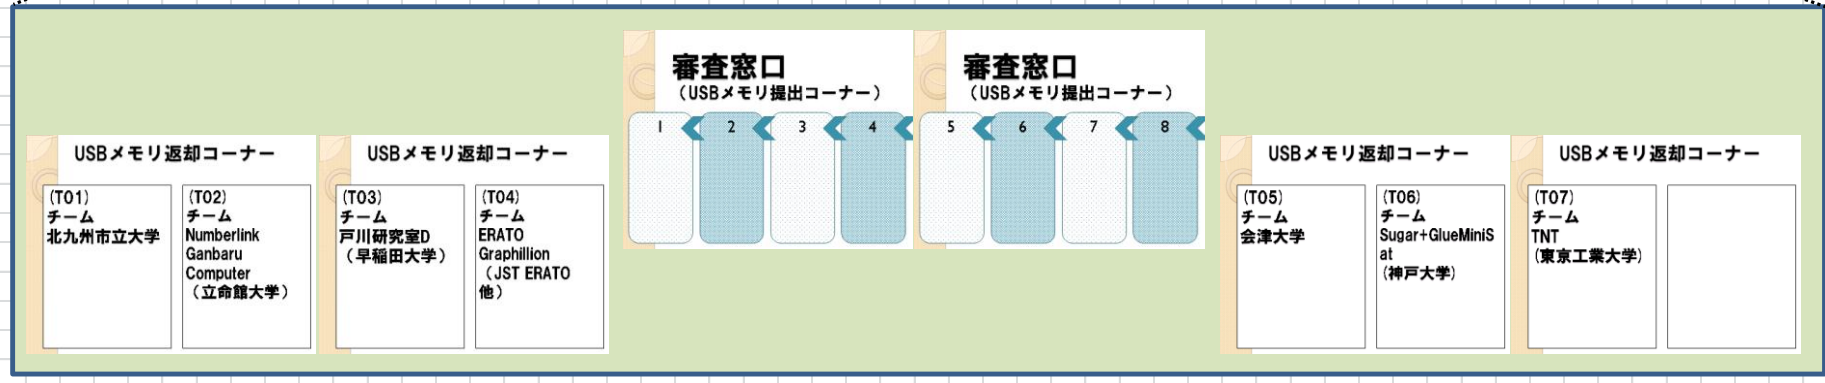 審査窓口
（USBメモリ提出コーナー）
1 2 3 4
審査窓口
（USBメモリ提出コーナー）
5 6 7 8
USBメモリ返却コーナー
(T01)
チーム
北九州市立大学
(T02)
チーム
Numberlink
Ganbaru
Computer
（立命館大学）
USBメモリ返却コーナー
(T03)
チーム
戸川研究室D
（早稲田大学）
(T04)
チーム
ERATO
Graphillion
（JST ERATO
他）
USBメモリ返却コーナー
(T05)
チーム
会津大学
(T06)
チーム
Sugar+GlueMiniS
at
(神戸大学)
USBメモリ返却コーナー
(T07)
チーム
TNT
(東京工業大学)